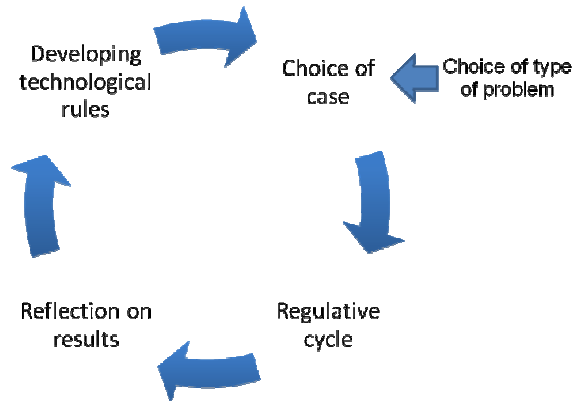 Developing
technological
rules
Choice of
case
Choice of type
of problem
Regulative
cycle
Reflection on
results